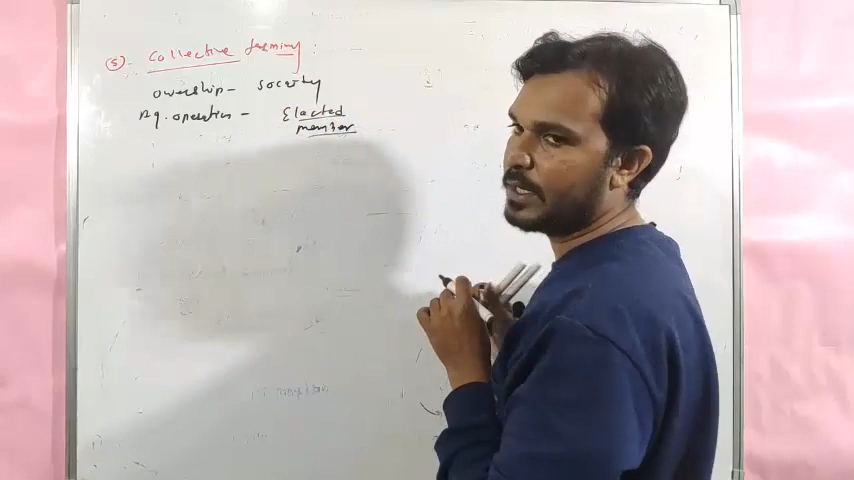 (5) Collective farming
ownership - society
Ag. operation - Elected
member